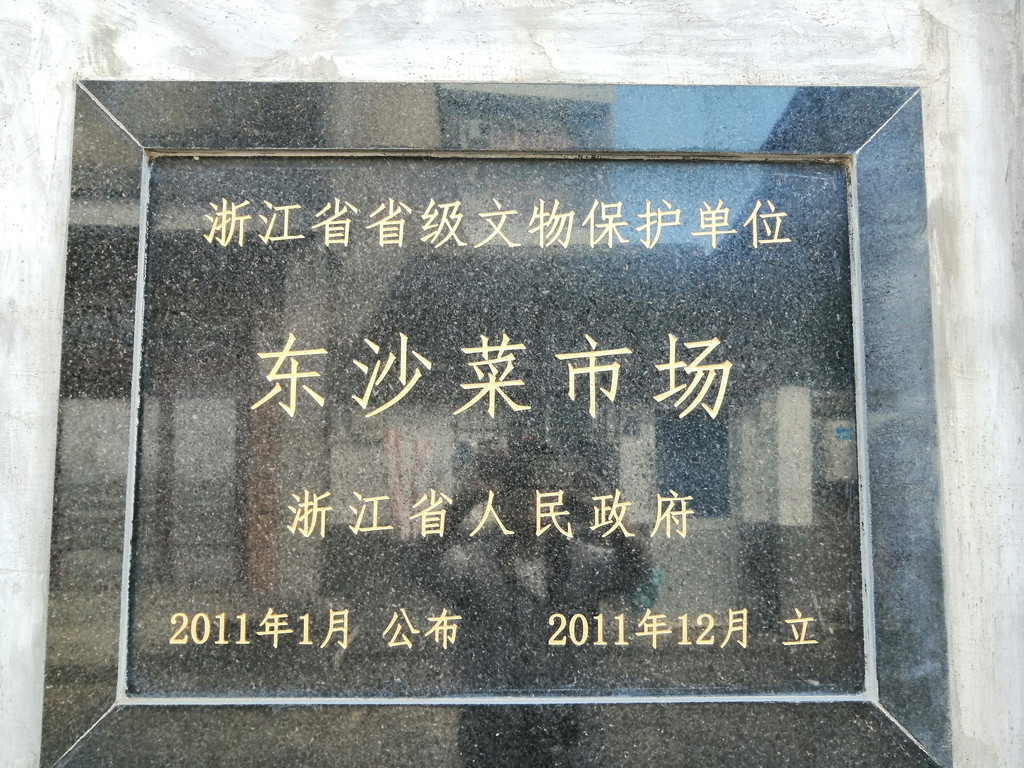 浙江省省级文物保护单位
东沙菜市场
浙江省人民政府
2011年1月 公布 2011年12月 立